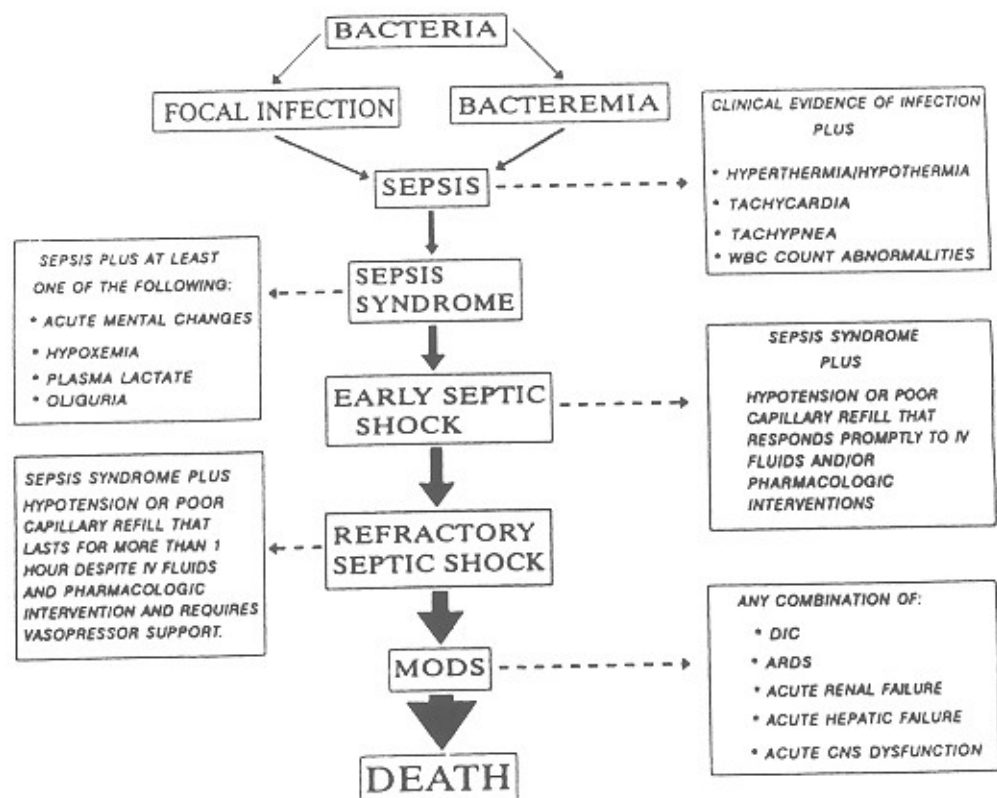 BACTERIA
FOCAL INFECTION
BACTEREMIA
SEPSIS
CLINICAL EVIDENCE OF INFECTION
PLUS
* HYPERTHERMIA/HYPOTHERMIA
* TACHYCARDIA
* TACHYPNEA
* WBC COUNT ABNORMALITIES
SEPSIS
SYNDROME
SEPSIS PLUS AT LEAST
ONE OF THE FOLLOWING:
* ACUTE MENTAL CHANGES
* HYPOXEMIA
* PLASMA LACTATE
* OLIGURIA
EARLY SEPTIC
SHOCK
SEPSIS SYNDROME
PLUS
HYPOTENSION OR POOR
CAPILLARY REFILL THAT
RESPONDS PROMPTLY TO IV
FLUIDS AND/OR
PHARMACOLOGIC
INTERVENTIONS
REFRACTORY
SEPTIC SHOCK
SEPSIS SYNDROME PLUS
HYPOTENSION OR POOR
CAPILLARY REFILL THAT
LASTS FOR MORE THAN 1
HOUR DESPITE IV FLUIDS
AND PHARMACOLOGIC
INTERVENTION AND REQUIRES
VASOPRESSOR SUPPORT.
MODS
ANY COMBINATION OF:
* DIC
* ARDS
* ACUTE RENAL FAILURE
* ACUTE HEPATIC FAILURE
* ACUTE CNS DYSFUNCTION
DEATH